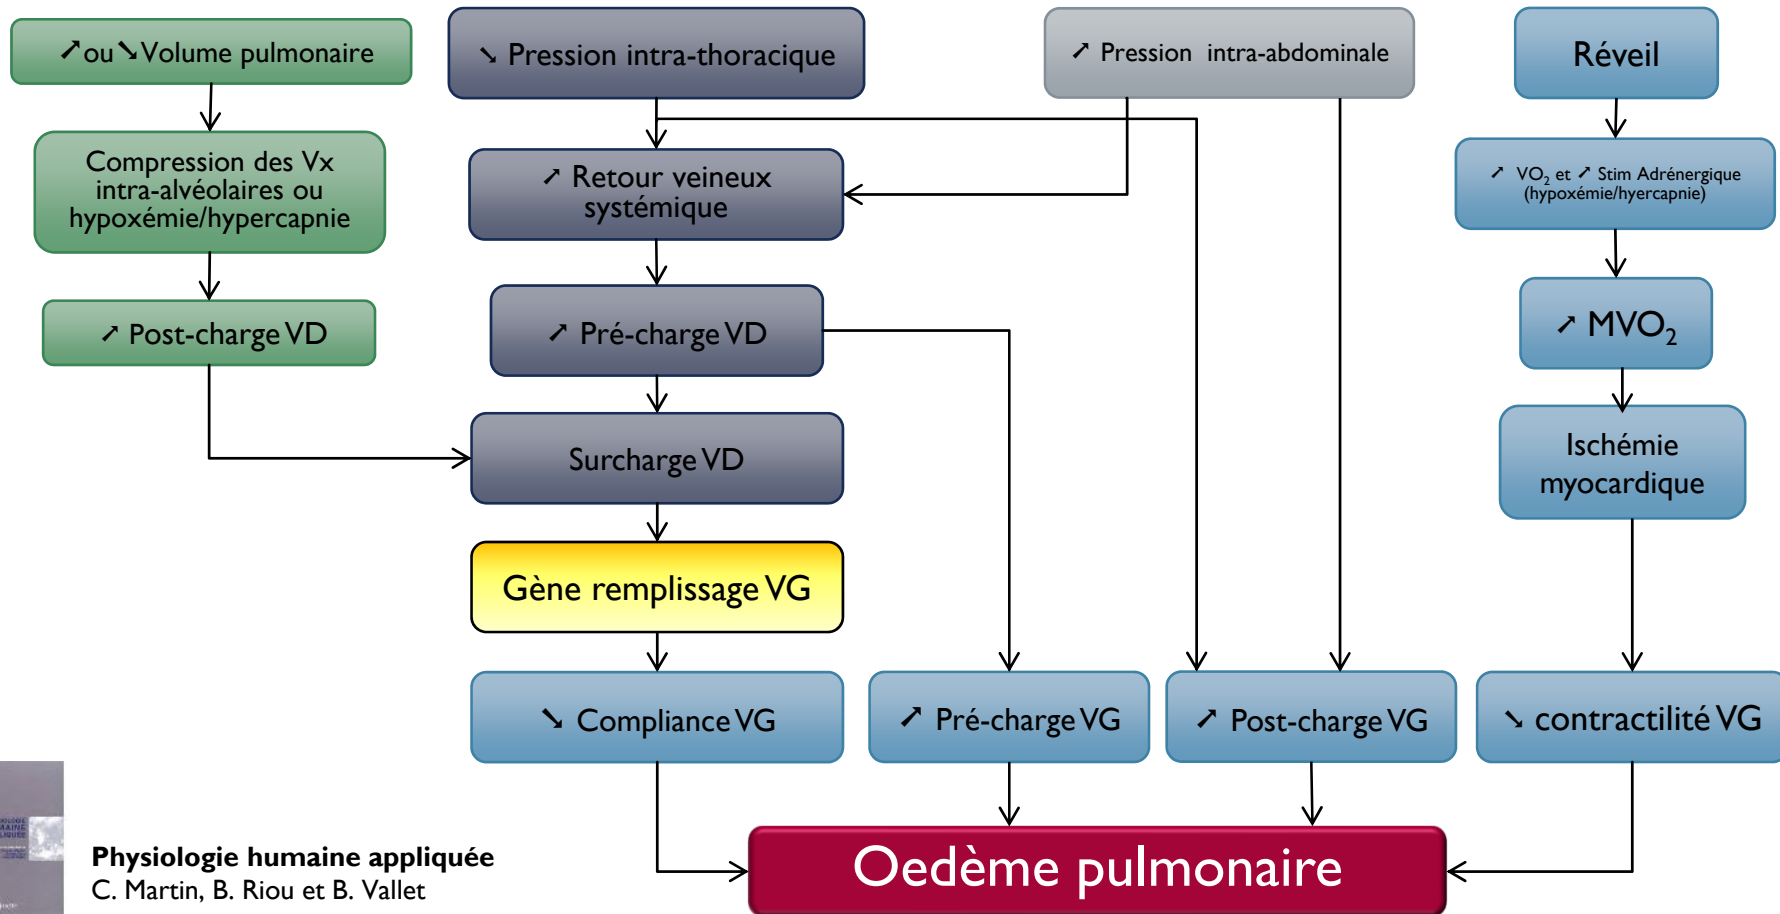 ↗ou ↘Volume pulmonaire
↘ Pression intra-thoracique
↗ Pression intra-abdominale
Réveil
Compression des Vx
intra-alvéolaires ou
hypoxémie/hypercapnie
↗ Retour veineux
systémique
↗ VO₂ et ↗ Stim Adrénergique
(hypoxémie/hyercapnie)
↗ Post-charge VD
↗ Pré-charge VD
↗ MVO₂
Surcharge VD
Ischémie
myocardique
Gène remplissage VG
↘ Compliance VG
↗ Pré-charge VG
↗ Post-charge VG
↘ contractilité VG
Oedème pulmonaire
Physiologie humaine appliquée
C. Martin, B. Riou et B. Vallet